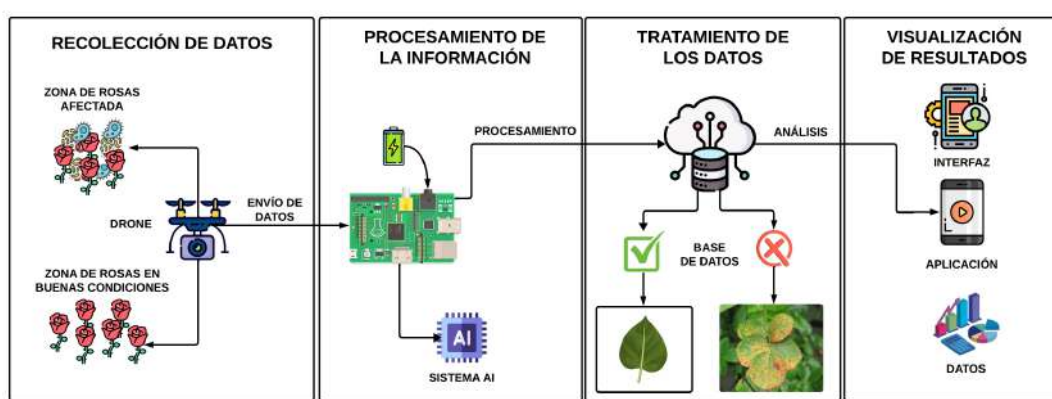 RECOLECCIÓN DE DATOS
ZONA DE ROSAS
AFECTADA
DRONE
ENVÍO DE
DATOS
ZONA DE ROSAS EN
BUENAS CONDICIONES
PROCESAMIENTO DE
LA INFORMACIÓN
PROCESAMIENTO
AI
SISTEMA AI
TRATAMIENTO DE
LOS DATOS
ANÁLISIS
BASE
DE DATOS
VISUALIZACIÓN
DE RESULTADOS
INTERFAZ
APLICACIÓN
DATOS